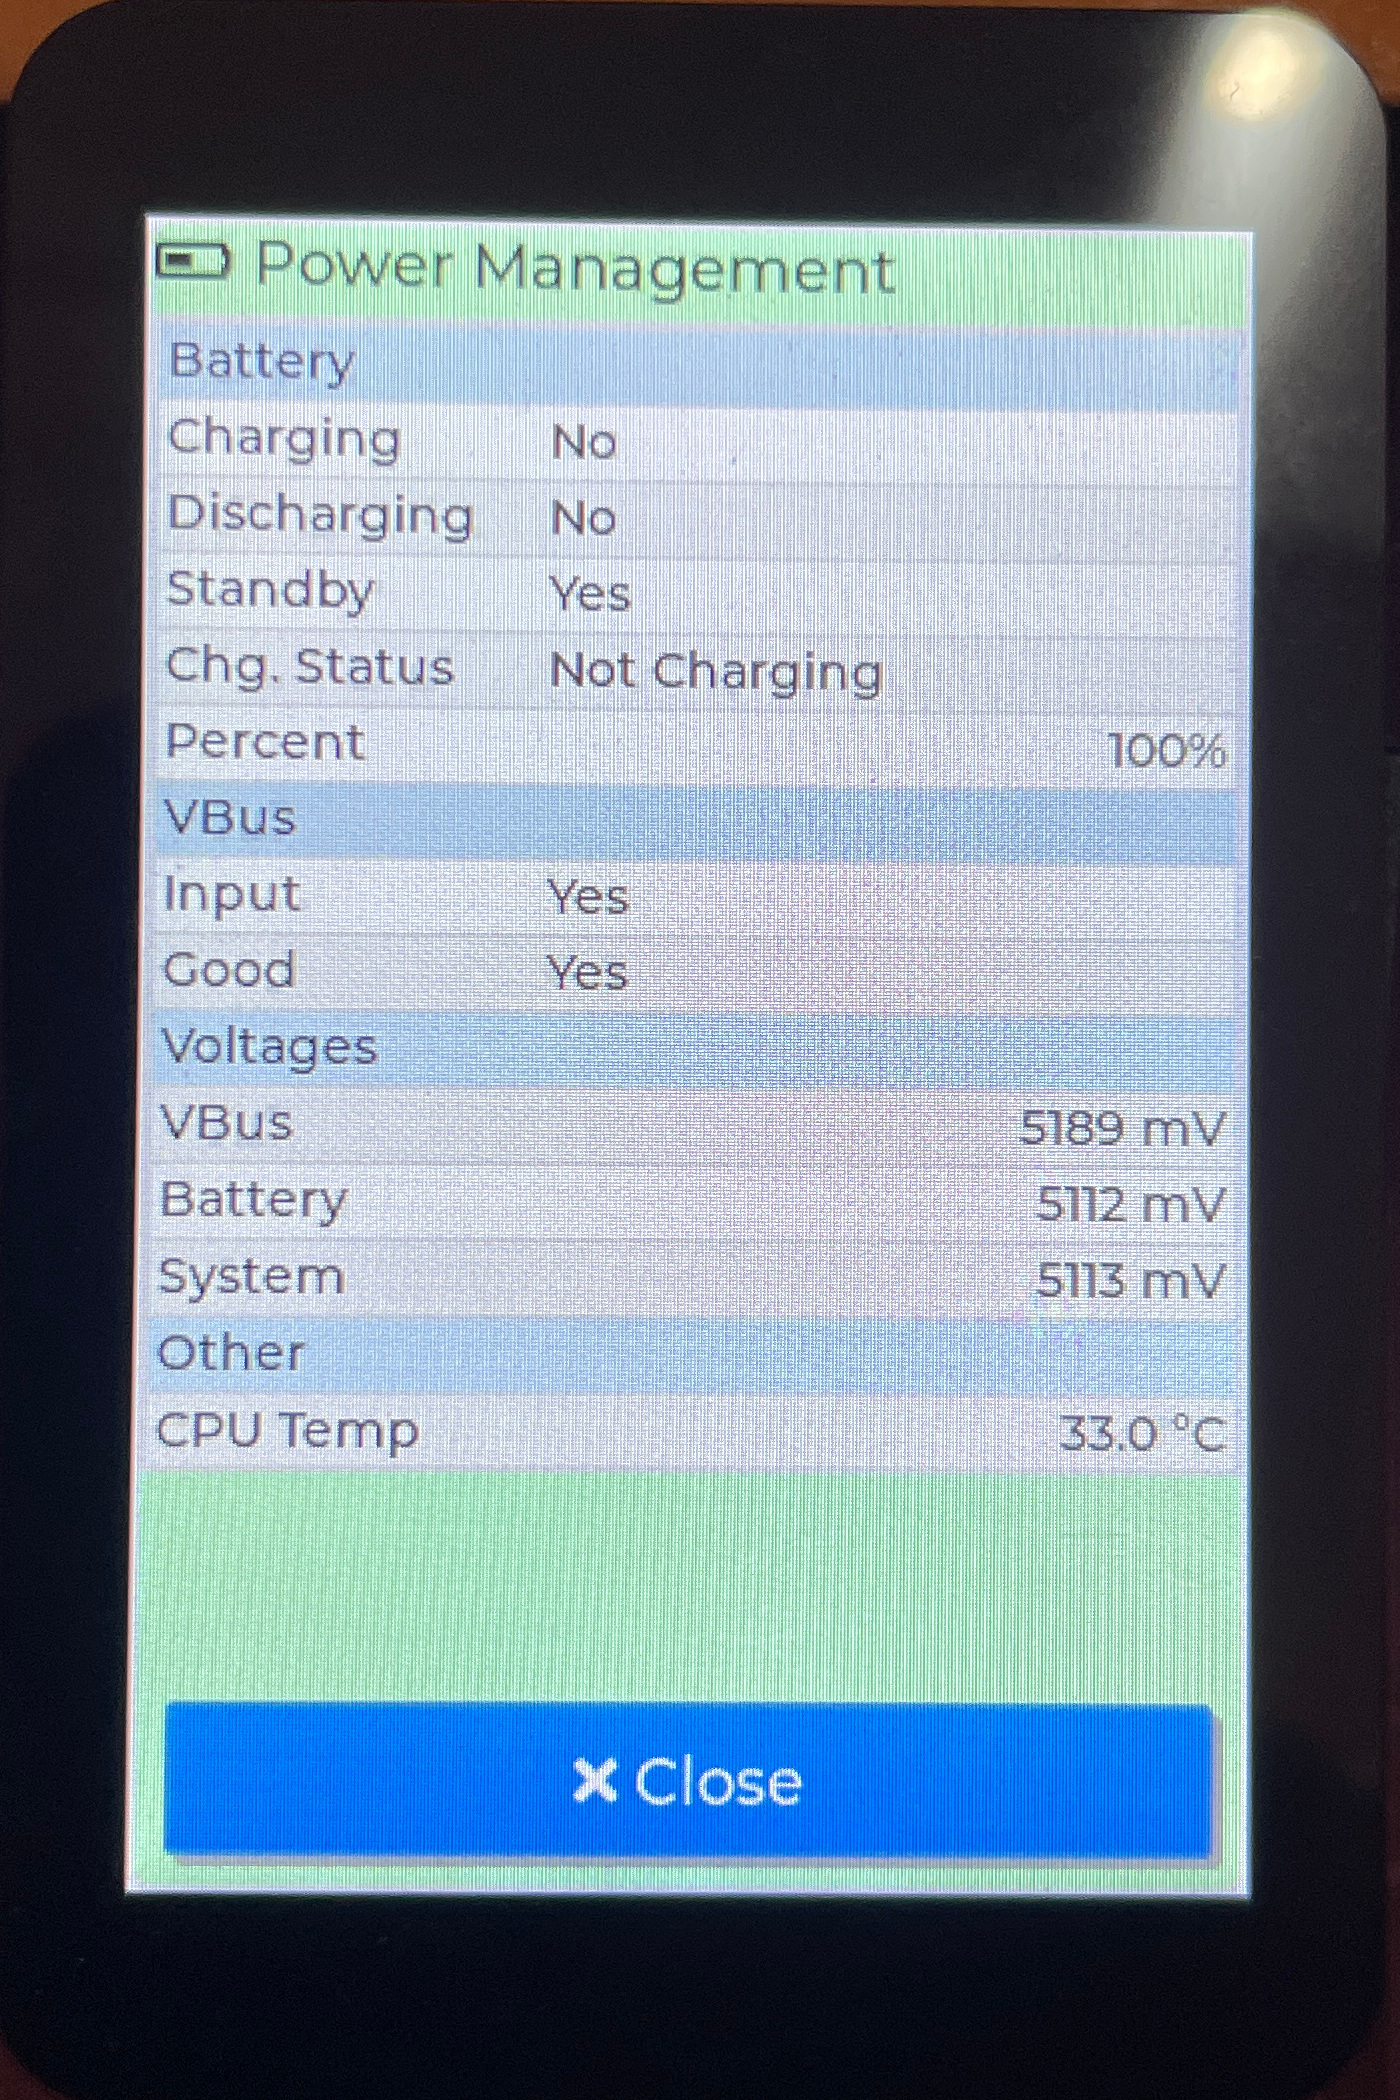 Power Management
Battery
Charging No
Discharging No
Standby Yes
Chg. Status Not Charging
Percent 100%
VBus
Input Yes
Good Yes
Voltages
VBus 5189 mV
Battery 5112 mV
System 5113 mV
Other
CPU Temp 33.0 °C
Close